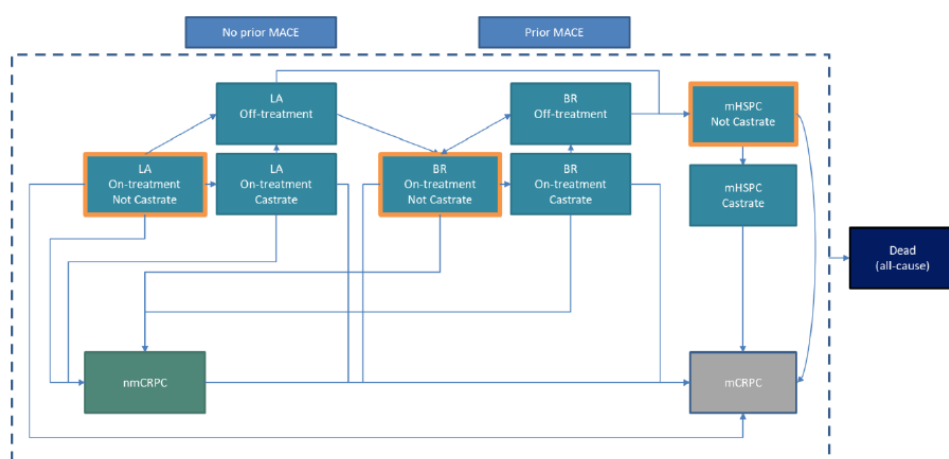 No prior MACE
Prior MACE
LA
Off-treatment
BR
Off-treatment
mHSPC
Not Castrate
LA
On-treatment
Not Castrate
LA
On-treatment
Castrate
BR
On-treatment
Not Castrate
BR
On-treatment
Castrate
mHSPC
Castrate
Dead
(all-cause)
nmCRPC
mCRPC